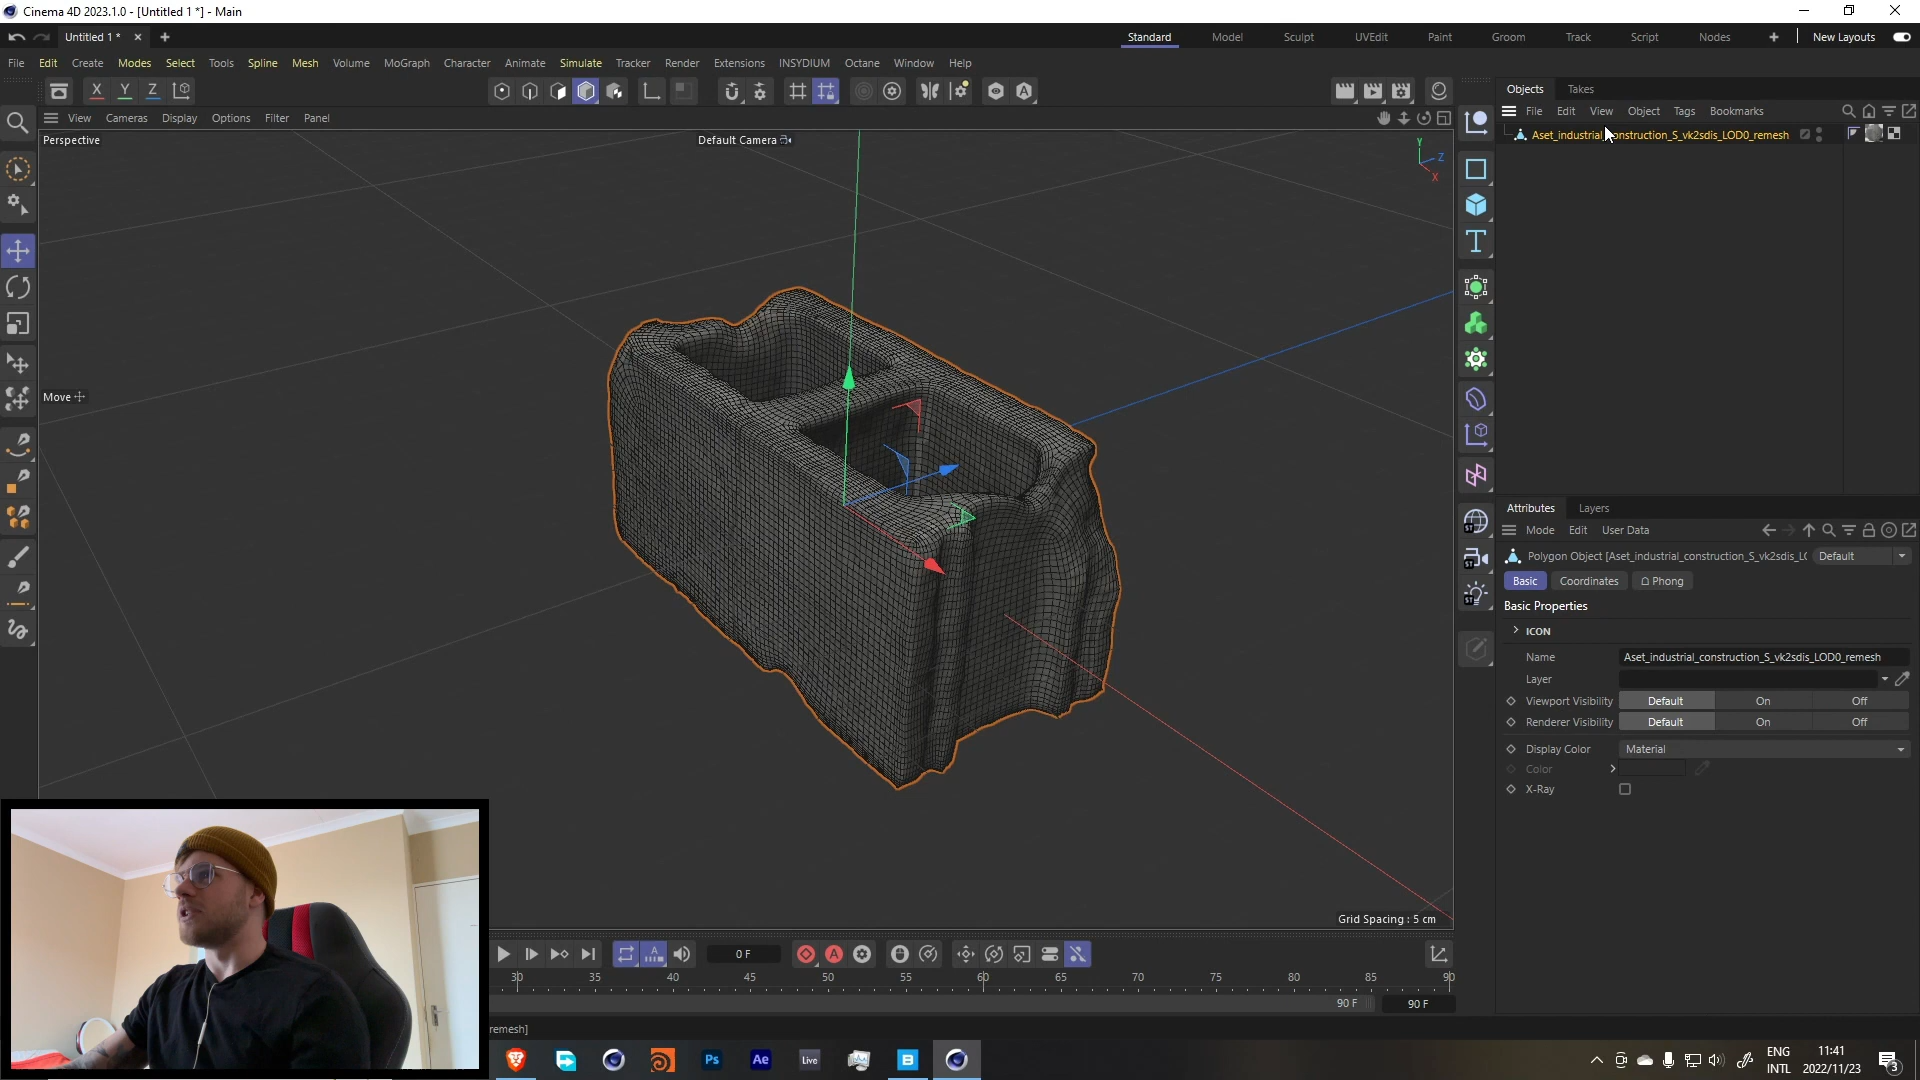 Cinema 4D 2023.1.0 - [Untitled 1 *] - Main
Untitled 1 *
Standard Model Sculpt UVEdit Paint Groom Track Script Nodes New Layouts
File Edit Create Modes Select Tools Spline Mesh Volume MoGraph Character Animate Simulate Tracker Render Extensions INSYDIUM Octane Window Help
X Y Z
Objects Takes
File Edit View Object Tags Bookmarks
View Cameras Display Options Filter Panel
Aset_industrial_construction_S_vk2sdis_LOD0_remesh
Perspective
Default Camera
Y
Z
X
Move
Attributes Layers
Mode Edit User Data
Polygon Object [Aset_industrial_construction_S_vk2sdis_L Default
Basic Coordinates Phong
Basic Properties
ICON
Name Aset_industrial_construction_S_vk2sdis_LOD0_remesh
Layer
Viewport Visibility Default On Off
Renderer Visibility Default On Off
Display Color Material
Color
X-Ray
Grid Spacing : 5 cm
0 F
30 35 40 45 50 55 60 65 70 75 80 85 90
90 F 90 F
remesh]
Ps Ae Live B
ENG
INTL
11:41
2022/11/23
3